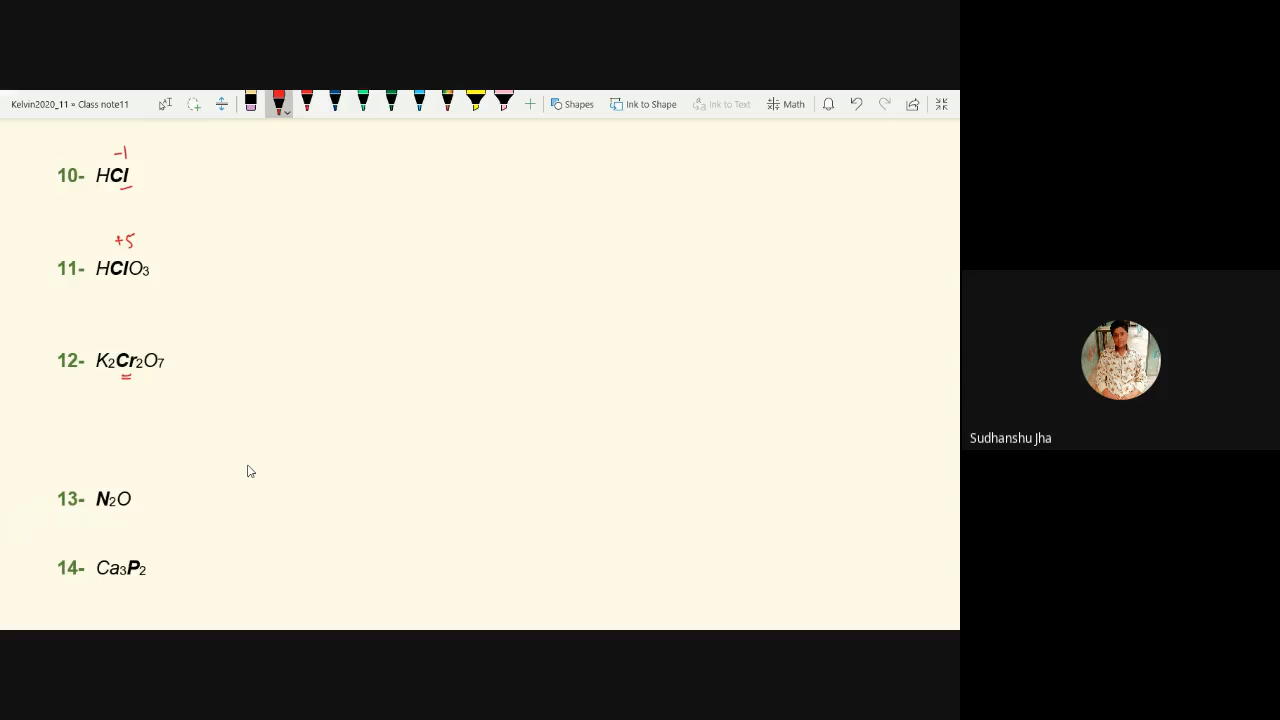 Kelvin2020_11 » Class note11
Shapes
Ink to Shape
Ink to Text
Math
-1
10- HCl
+5
11- HClO3
12- K2Cr2O7
13- N2O
14- Ca3P2
Sudhanshu Jha